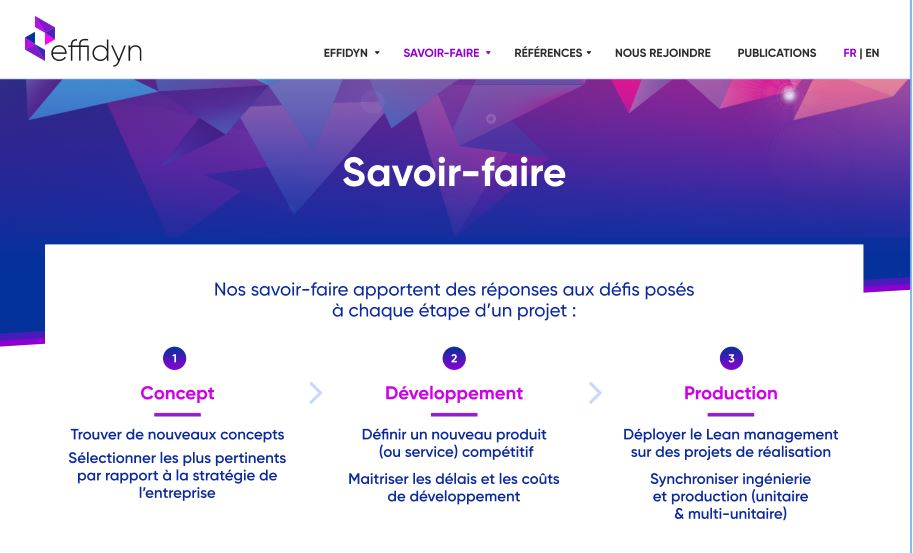 effidyn
EFFIDYN
SAVOIR-FAIRE
RÉFÉRENCES
NOUS REJOINDRE
PUBLICATIONS
FR | EN
Savoir-faire
Nos savoir-faire apportent des réponses aux défis posés
à chaque étape d’un projet :
1
Concept
Trouver de nouveaux concepts
Sélectionner les plus pertinents
par rapport à la stratégie de
l’entreprise
2
Développement
Définir un nouveau produit
(ou service) compétitif
Maitriser les délais et les coûts
de développement
3
Production
Déployer le Lean management
sur des projets de réalisation
Synchroniser ingénierie
et production (unitaire
& multi-unitaire)